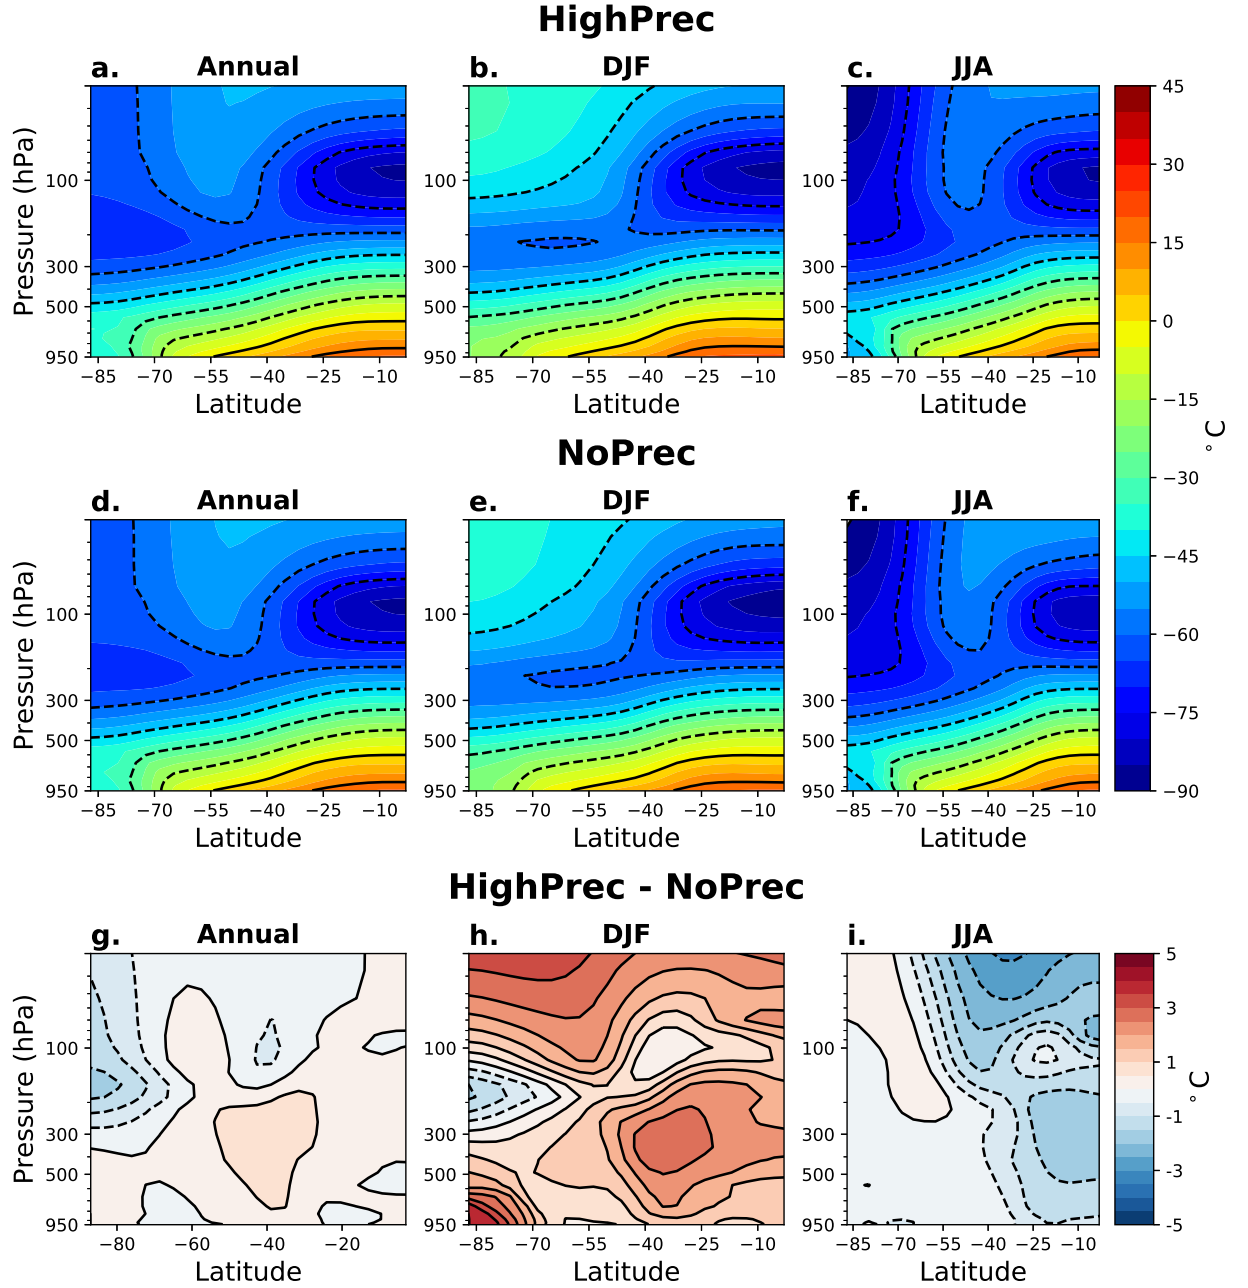 HighPrec
a. Annual
b. DJF
c. JJA
Pressure (hPa)
100
300
500
950
−85 −70 −55 −40 −25 −10
−85 −70 −55 −40 −25 −10
−85 −70 −55 −40 −25 −10
Latitude
Latitude
Latitude
45
30
15
0
−15
−30
−45
−60
−75
−90
°C
100
300
500
950
100
300
500
950
NoPrec
d. Annual
e. DJF
f. JJA
Pressure (hPa)
100
300
500
950
100
300
500
950
100
300
500
950
−85 −70 −55 −40 −25 −10
−85 −70 −55 −40 −25 −10
−85 −70 −55 −40 −25 −10
Latitude
Latitude
Latitude
HighPrec - NoPrec
g. Annual
h. DJF
i. JJA
Pressure (hPa)
100
300
500
950
100
300
500
950
100
300
500
950
−80 −60 −40 −20
−85 −70 −55 −40 −25 −10
−85 −70 −55 −40 −25 −10
Latitude
Latitude
Latitude
5
3
1
-1
-3
-5
°C